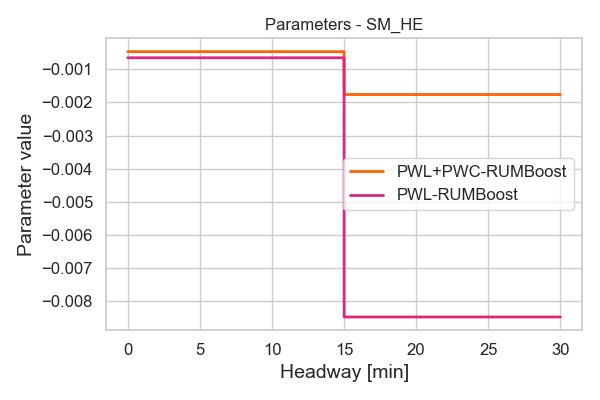 Parameters - SM_HE
Parameter value
−0.001
−0.002
−0.003
−0.004
−0.005
−0.006
−0.007
−0.008
PWL+PWC-RUMBoost
PWL-RUMBoost
0 5 10 15 20 25 30
Headway [min]